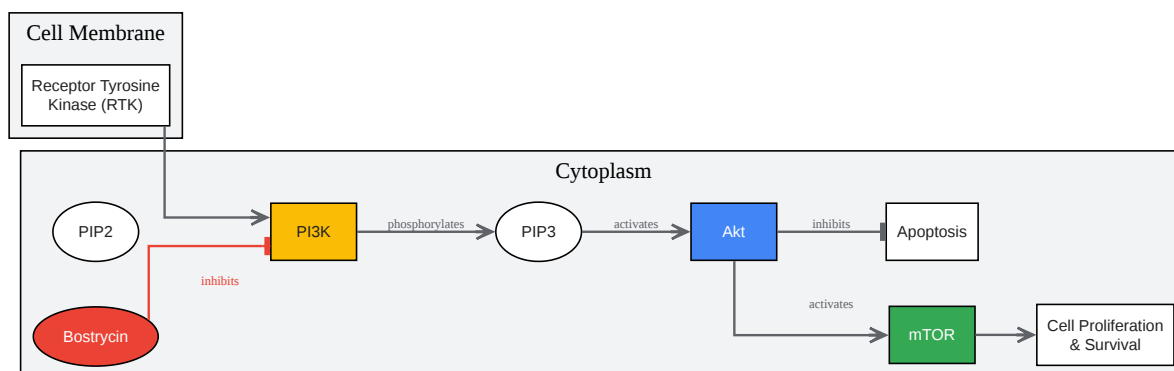 Cell Membrane
Receptor Tyrosine
Kinase (RTK)
Cytoplasm
PIP2
PI3K
phosphorylates
PIP3
activates
Akt
inhibits
Apoptosis
inhibits
activates
Bostrycin
mTOR
Cell Proliferation
& Survival